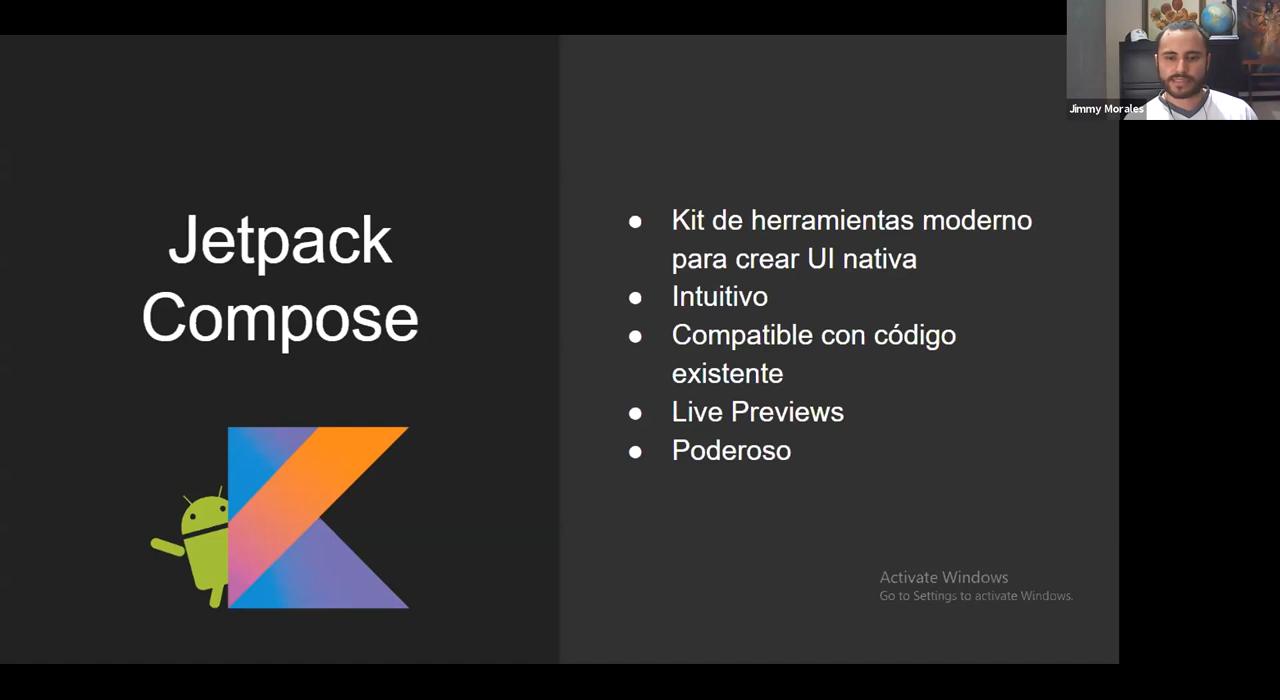 Jetpack
Compose
● Kit de herramientas moderno
para crear UI nativa
● Intuitivo
● Compatible con código
existente
● Live Previews
● Poderoso
Activate Windows
Go to Settings to activate Windows.
Jimmy Morales